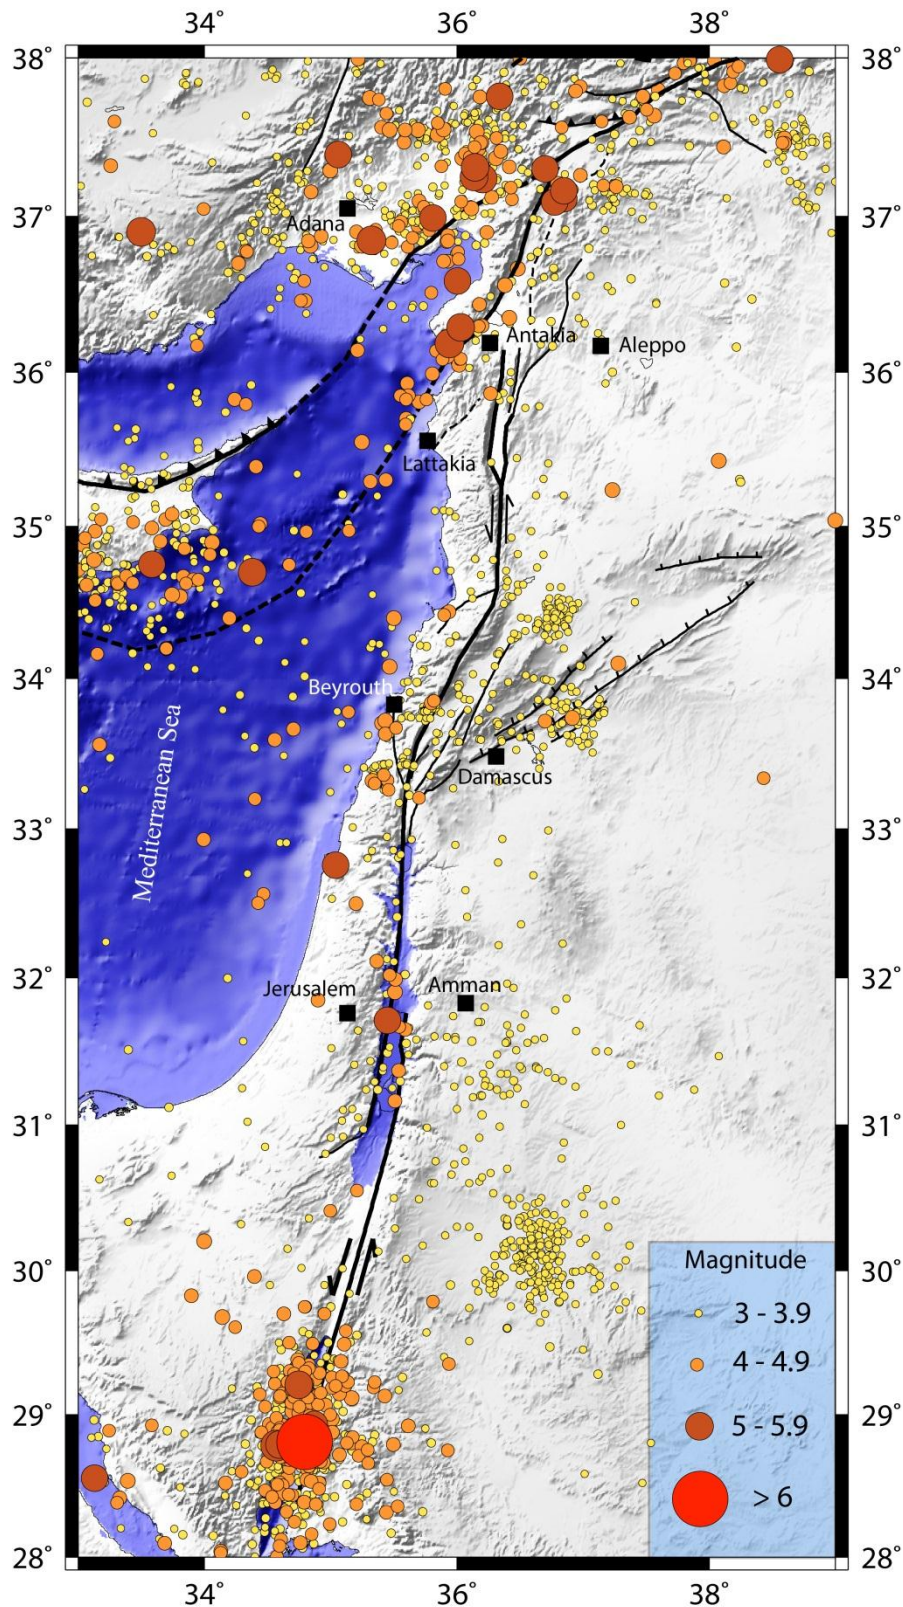 34° 36° 38°
38° 38°
37° 37°
Adana
Antakia
Aleppo
36° 36°
Lattakia
35° 35°
34° 34°
Beyrouth
Mediterranean Sea
Damascus
33° 33°
32° 32°
Jerusalem
Amman
31° 31°
30° 30°
Magnitude
3 - 3.9
4 - 4.9
29° 29°
5 - 5.9
> 6
28° 28°
34° 36° 38°